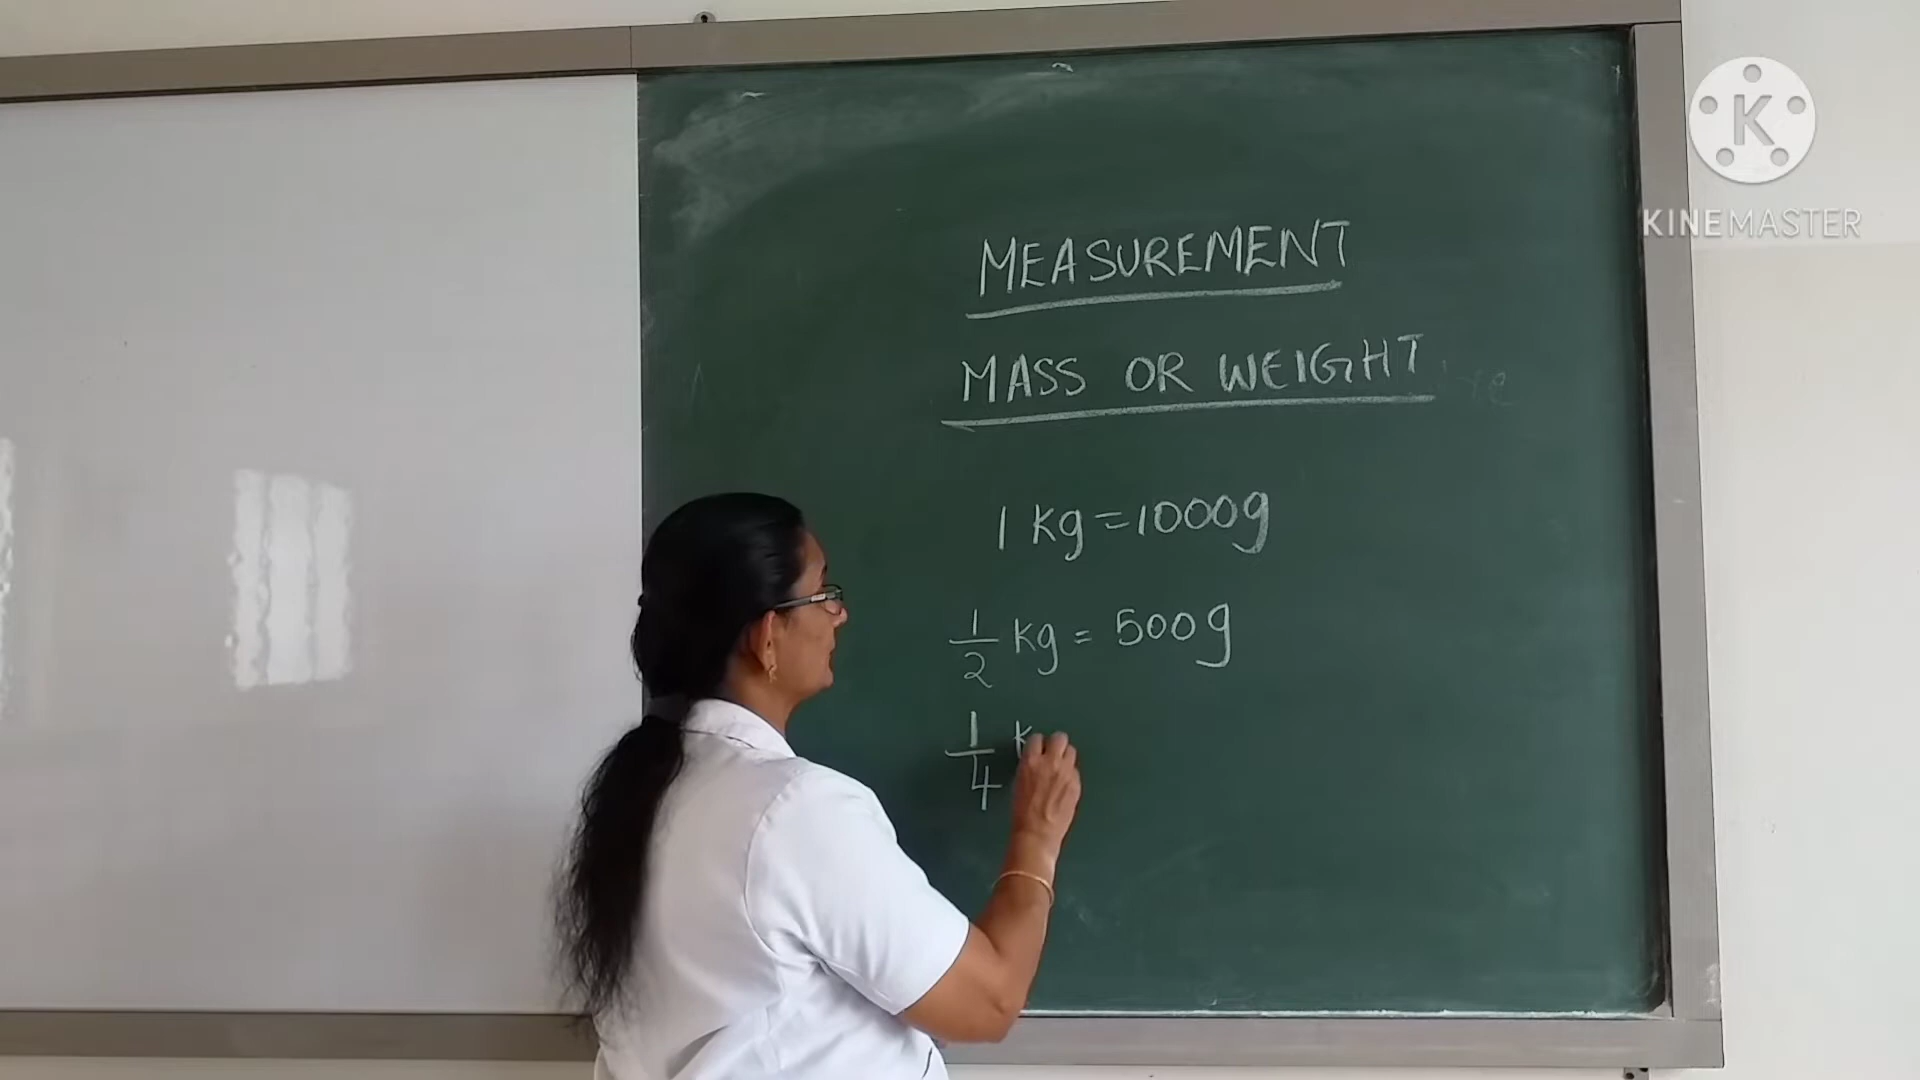 MEASUREMENT
MASS OR WEIGHT
1 kg = 1000g
1/2 kg = 500g
1/4 k
K
KINEMASTER